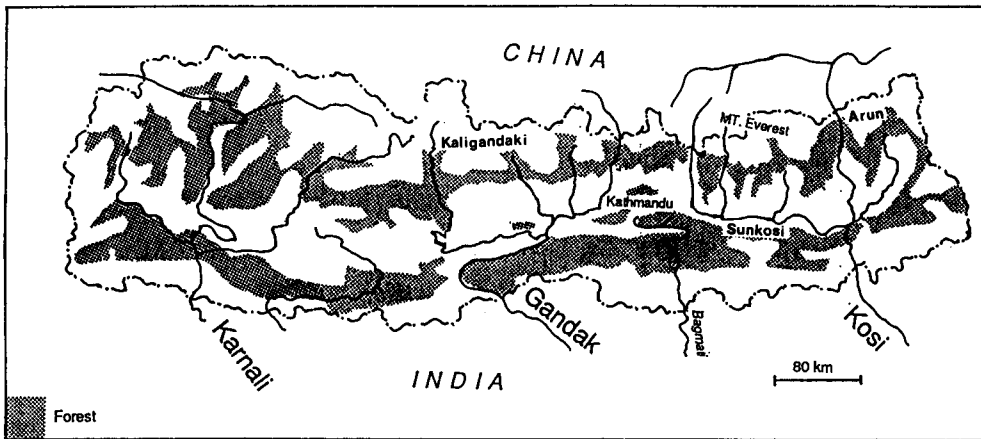 CHINA
MT. Everest
Arun
Kaligandaki
Kathmandu
Sunkosi
Karnali
Gandak
Bagmati
Kosi
80 km
INDIA
Forest